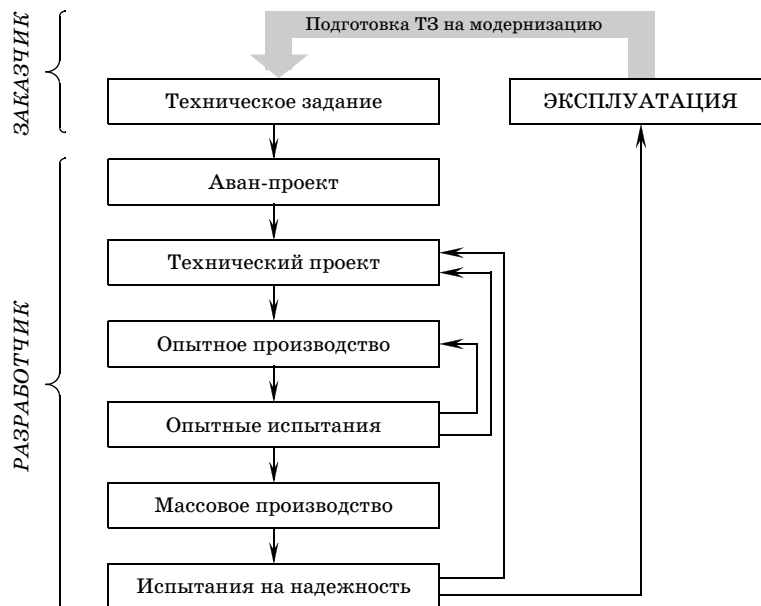 Подготовка ТЗ на модернизацию
ЗАКАЗЧИК
Техническое задание
ЭКСПЛУАТАЦИЯ
Аван-проект
Технический проект
РАЗРАБОТЧИК
Опытное производство
Опытные испытания
Массовое производство
Испытания на надежность